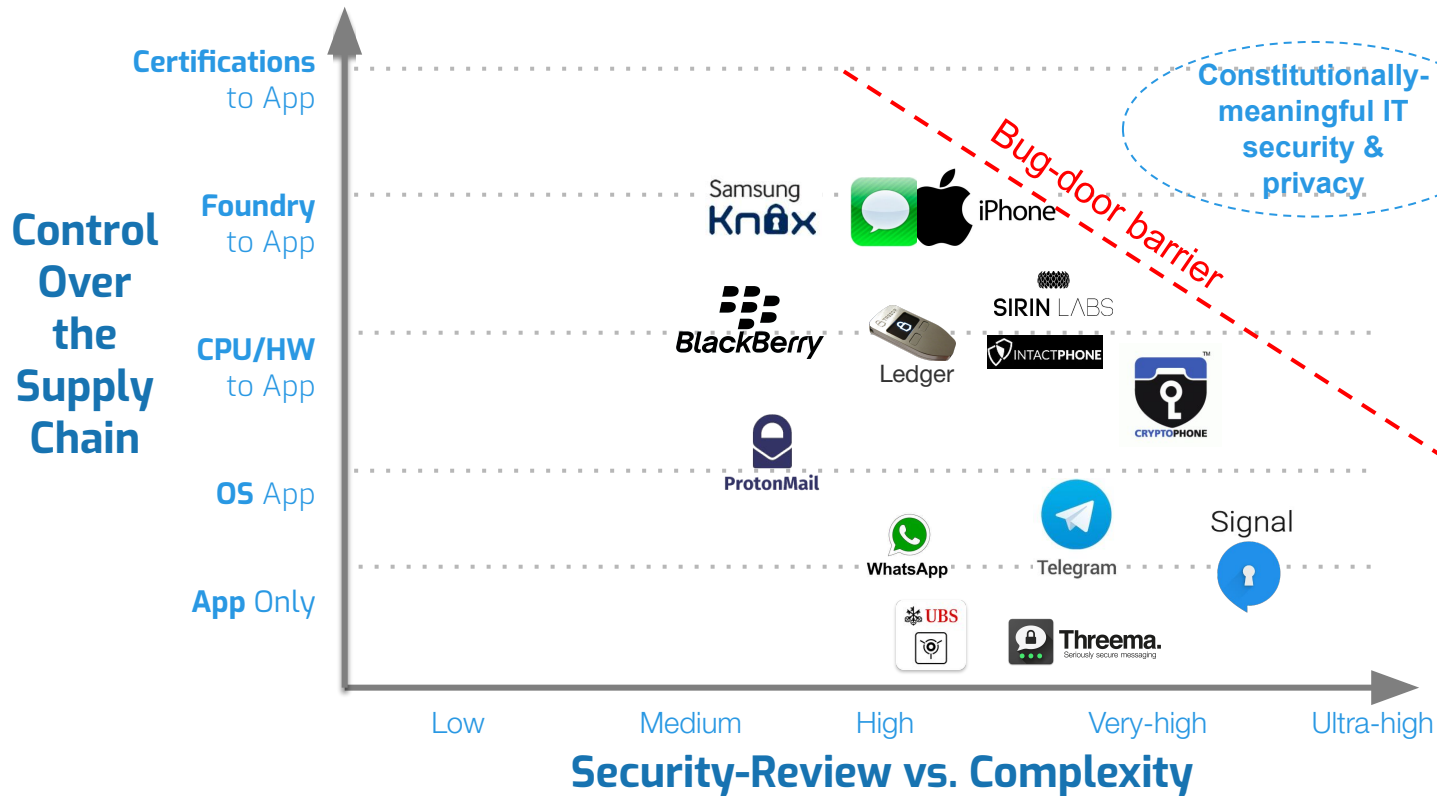 Certifications
to App
Constitutionally-
meaningful IT
security &
privacy
Bug-door barrier
Samsung
Knox
iPhone
Foundry
to App
Control
Over
the
Supply
Chain
SIRIN LABS
BlackBerry
Ledger
INTACTPHONE
CPU/HW
to App
TM
CRYPTOPHONE
ProtonMail
OS App
Signal
WhatsApp
Telegram
App Only
UBS
Threema.
Seriously secure messaging
Low Medium High Very-high Ultra-high
Security-Review vs. Complexity